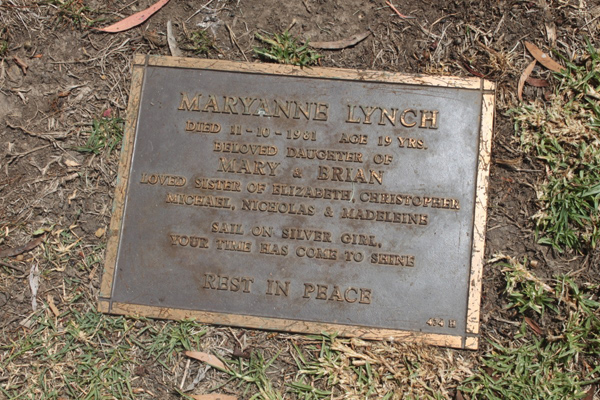 MARYANNE LYNCH
DIED 11-10-1981 AGE 19 YRS.
BELOVED DAUGHTER OF
MARY & BRIAN
LOVED SISTER OF ELIZABETH, CHRISTOPHER
MICHAEL, NICHOLAS & MADELEINE
SAIL ON SILVER GIRL,
YOUR TIME HAS COME TO SHINE
REST IN PEACE